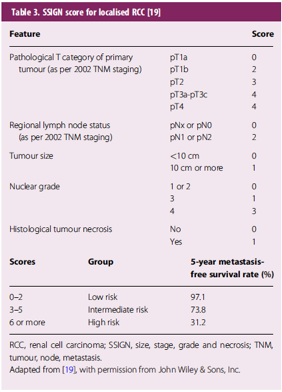 Table 3. SSIGN score for localised RCC [19]
Feature Score
Pathological T category of primary pT1a 0
tumour (as per 2002 TNM staging) pT1b 2
pT2 3
pT3a-pT3c 4
pT4 4
Regional lymph node status pNx or pN0 0
(as per 2002 TNM staging) pN1 or pN2 2
Tumour size <10 cm 0
10 cm or more 1
Nuclear grade 1 or 2 0
3 1
4 3
Histological tumour necrosis No 0
Yes 1
Scores Group 5-year metastasis-
free survival rate (%)
0–2 Low risk 97.1
3–5 Intermediate risk 73.8
6 or more High risk 31.2
RCC, renal cell carcinoma; SSIGN, size, stage, grade and necrosis; TNM,
tumour, node, metastasis.
Adapted from [19], with permission from John Wiley & Sons, Inc.